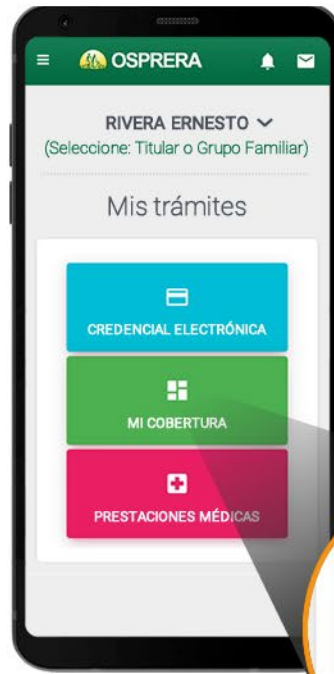 OSPRERA
RIVERA ERNESTO
(Seleccione: Titular o Grupo Familiar)
Mis trámites
CREDENCIAL ELECTRÓNICA
MI COBERTURA
PRESTACIONES MÉDICAS